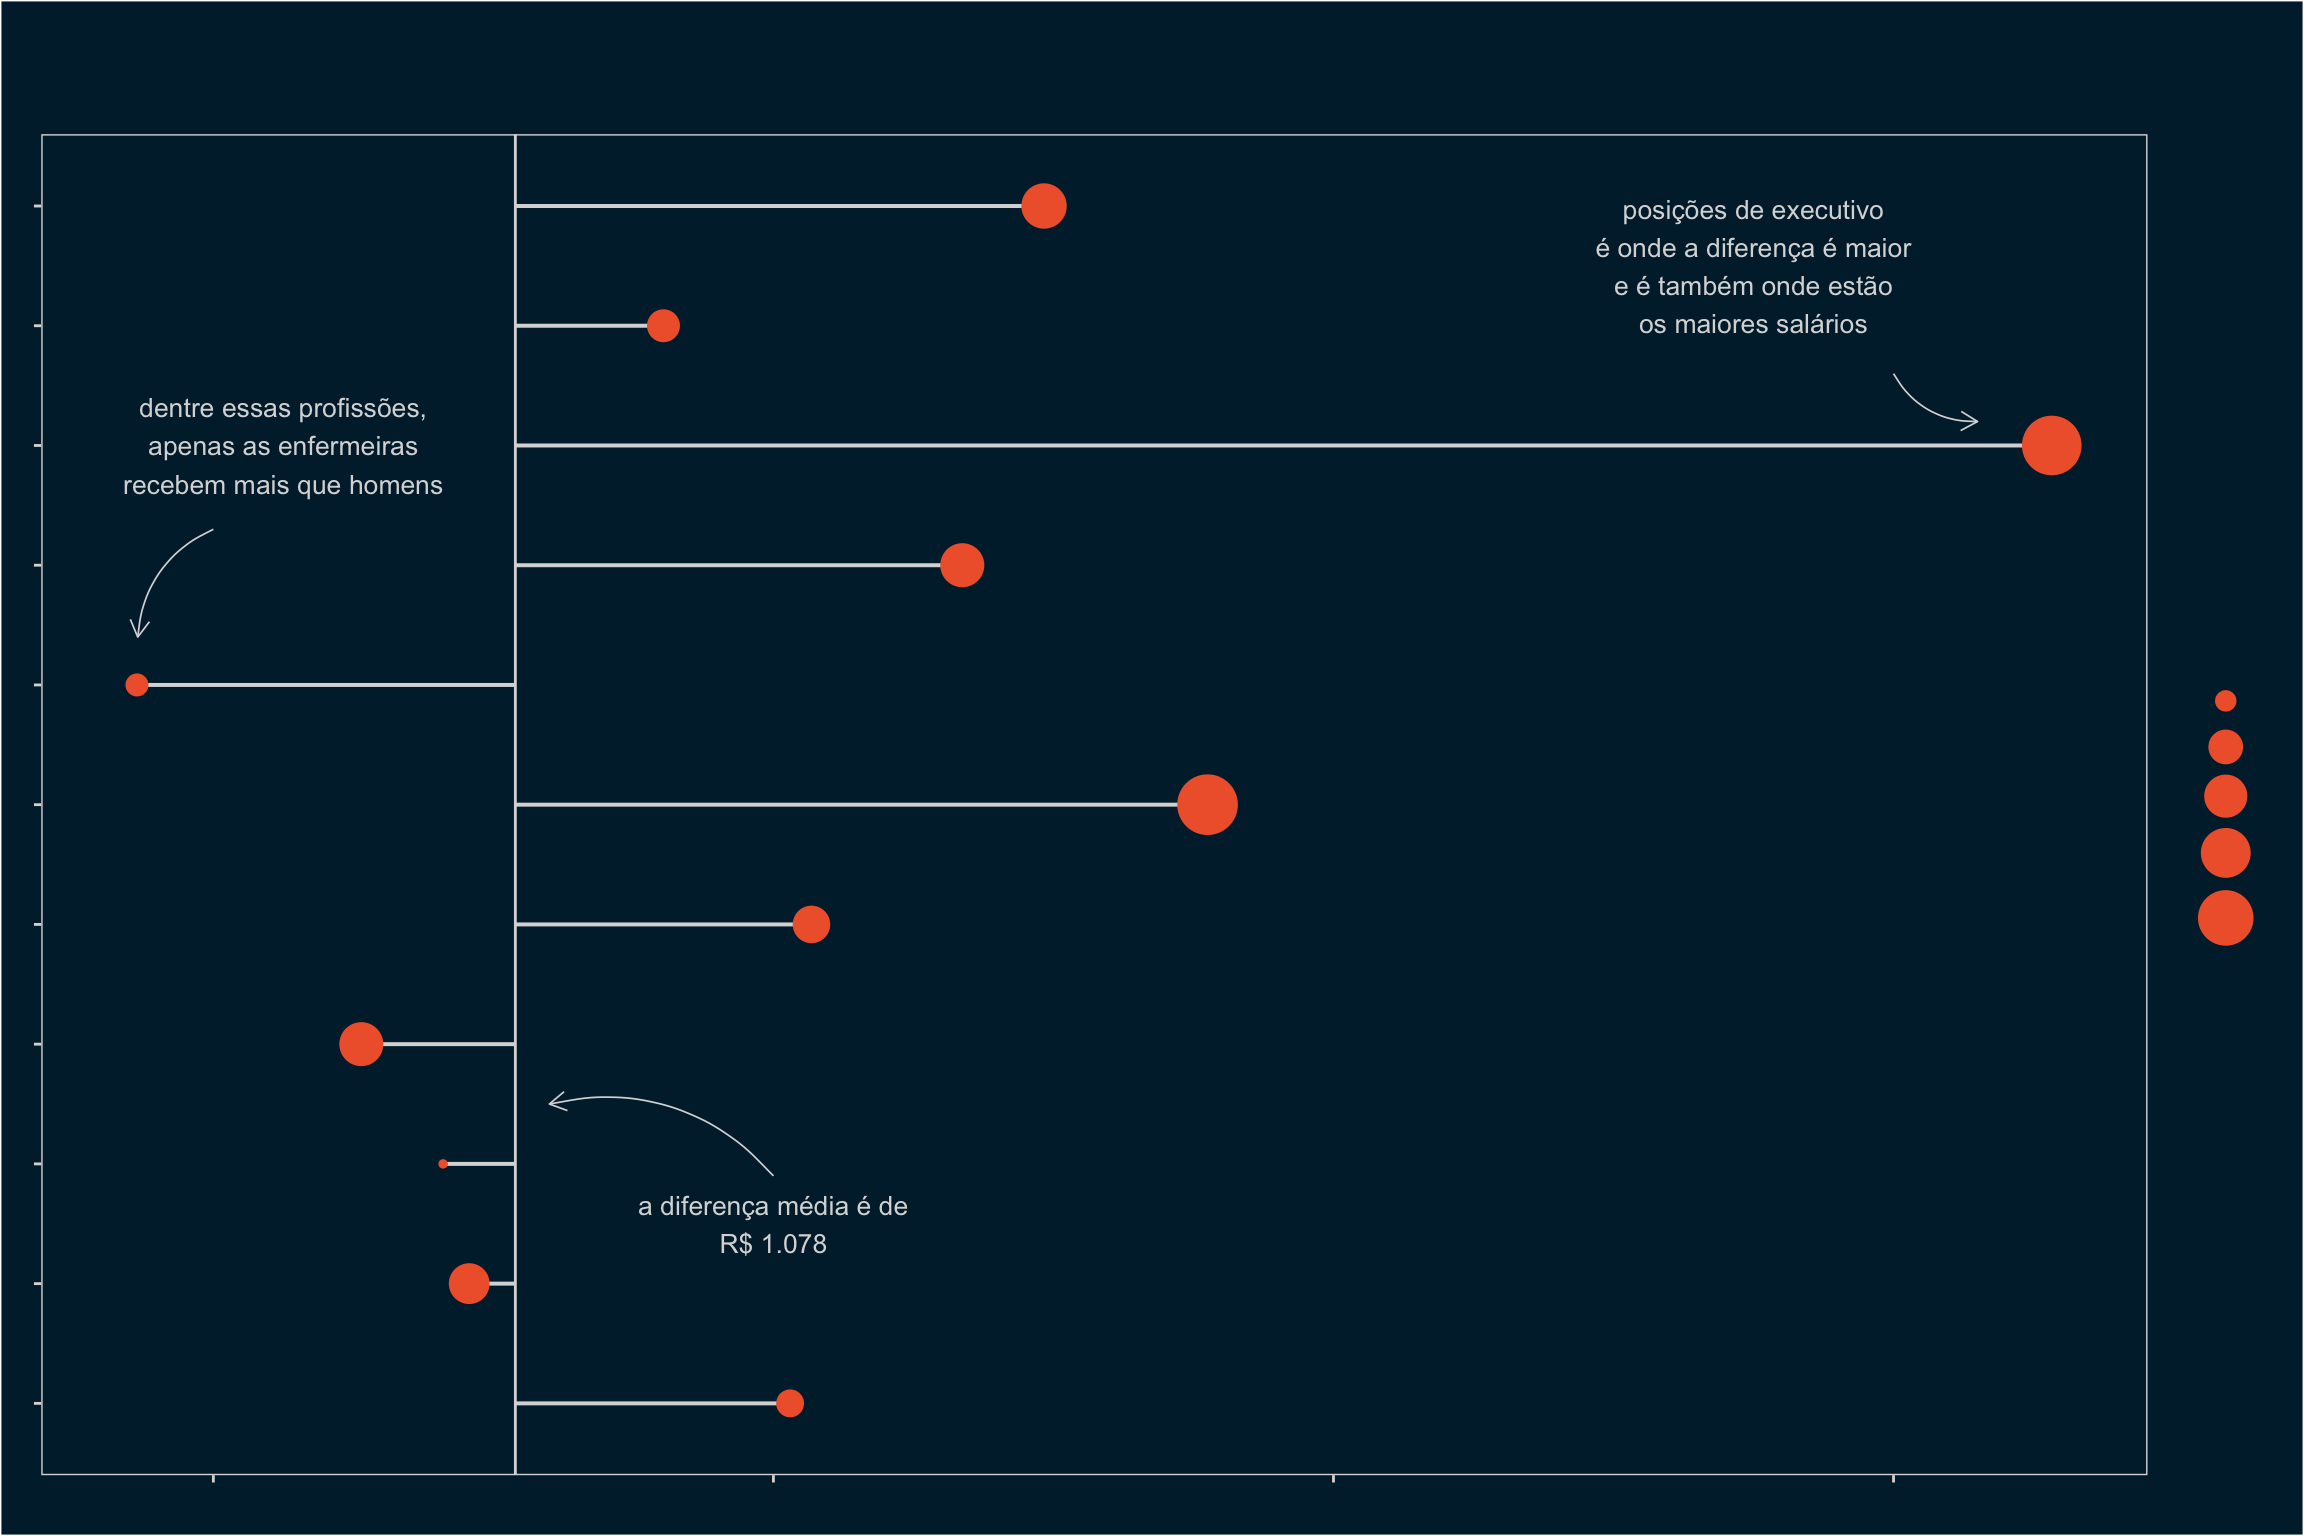 posições de executivo
é onde a diferença é maior
e é também onde estão
os maiores salários
dentre essas profissões,
apenas as enfermeiras
recebem mais que homens
a diferença média é de
R$ 1.078